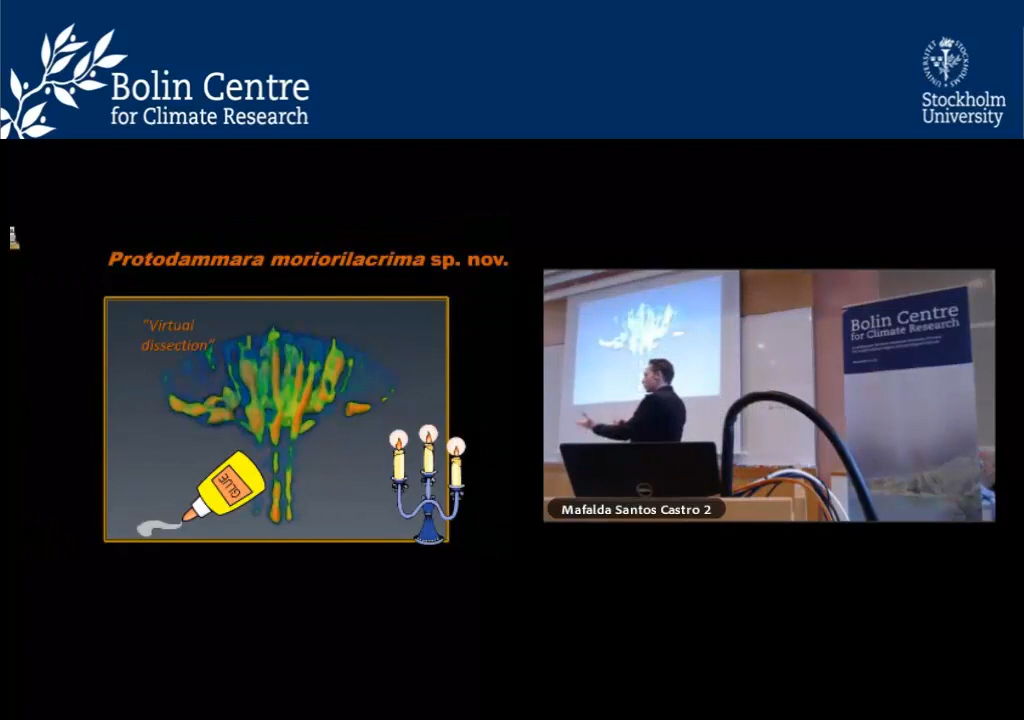 Bolin Centre
for Climate Research
Stockholm
University
Protodammara moriorilacrima sp. nov.
"Virtual
dissection"
GLUE
Bolin Centre
for Climate Research
Mafalda Santos Castro 2